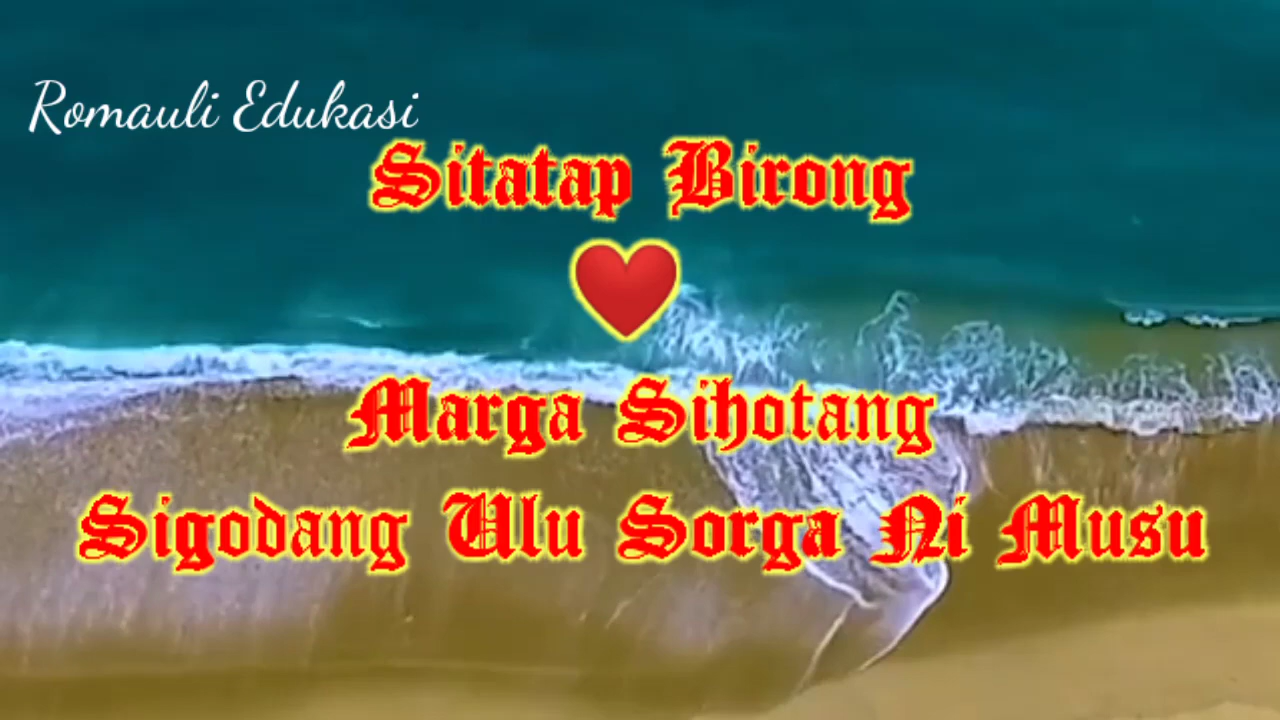 Romauli Edukasi
Sitatap Birong
❤️
Marga Sihotang
Sigodang Ulu Sorga Ni Musu